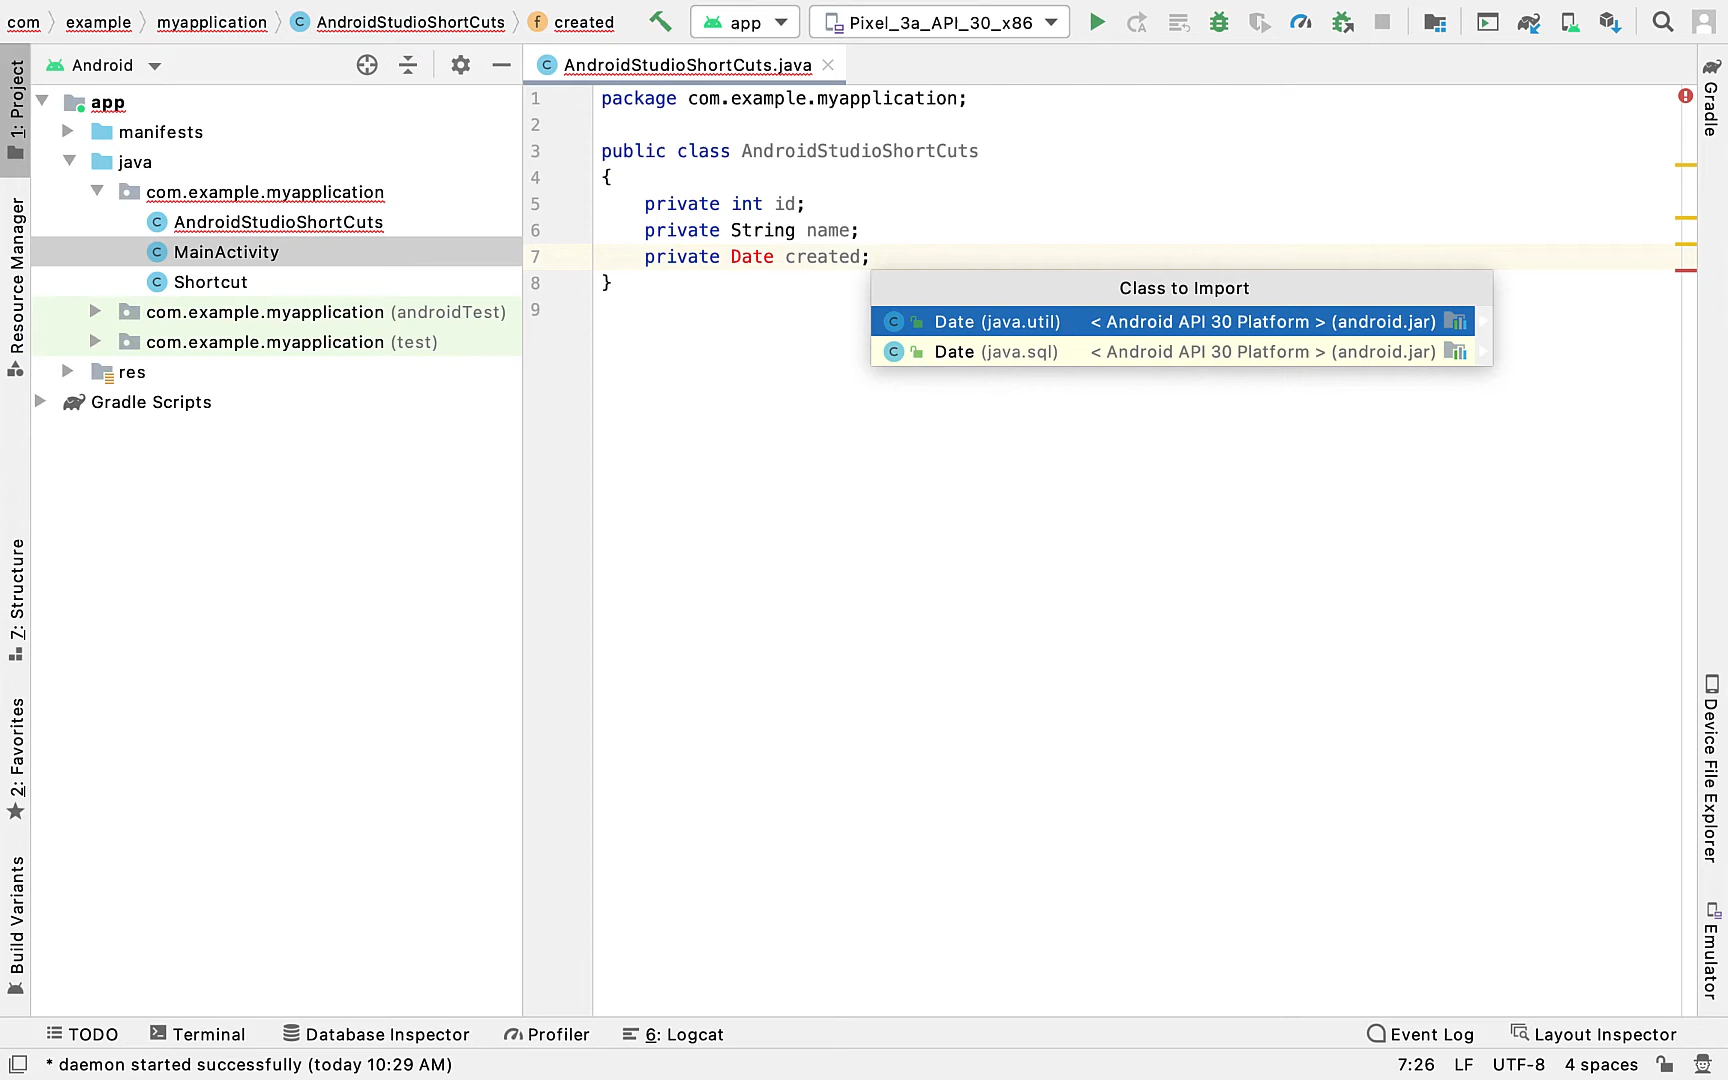 com example myapplication AndroidStudioShortCuts created app Pixel_3a_API_30_x86
1: Project
Resource Manager
7: Structure
2: Favorites
Build Variants
Android
app
manifests
java
com.example.myapplication
AndroidStudioShortCuts
MainActivity
Shortcut
com.example.myapplication (androidTest)
com.example.myapplication (test)
res
Gradle Scripts
AndroidStudioShortCuts.java
1 package com.example.myapplication;
2
3 public class AndroidStudioShortCuts
4 {
5 private int id;
6 private String name;
7 private Date created;
8 }
9
Class to Import
Date (java.util) < Android API 30 Platform > (android.jar)
Date (java.sql) < Android API 30 Platform > (android.jar)
Gradle
Device File Explorer
Emulator
TODO Terminal Database Inspector Profiler 6: Logcat Event Log Layout Inspector
* daemon started successfully (today 10:29 AM) 7:26 LF UTF-8 4 spaces